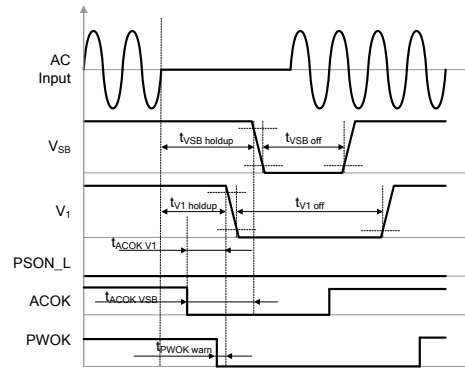 AC
Input
tVSB holdup
tVSB off
VSB
tV1 holdup
tV1 off
V1
tACOK V1
PSON_L
tACOK VSB
ACOK
PWOK
tPWOK warn